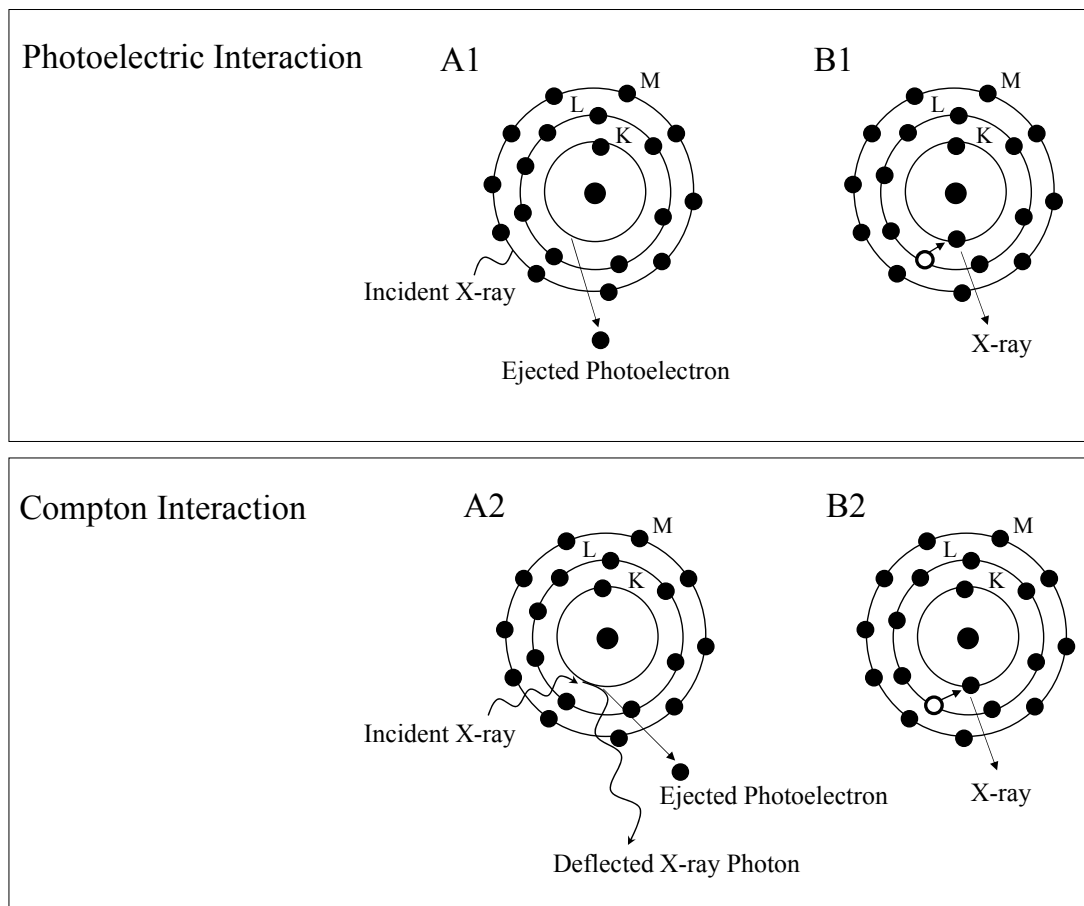 Photoelectric Interaction
A1
B1
M
L
K
M
L
K
Incident X-ray
Ejected Photoelectron
X-ray
Compton Interaction
A2
B2
M
L
K
M
L
K
Incident X-ray
Ejected Photoelectron
X-ray
Deflected X-ray Photon